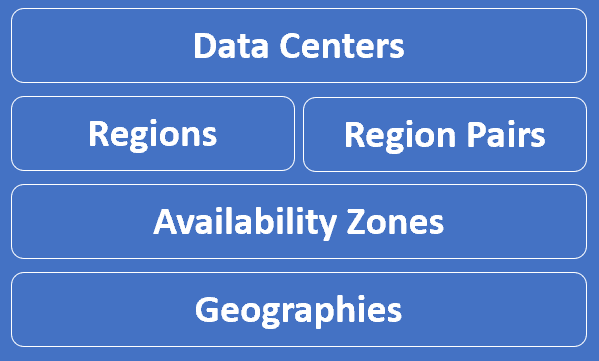 Data Centers
Regions
Region Pairs
Availability Zones
Geographies